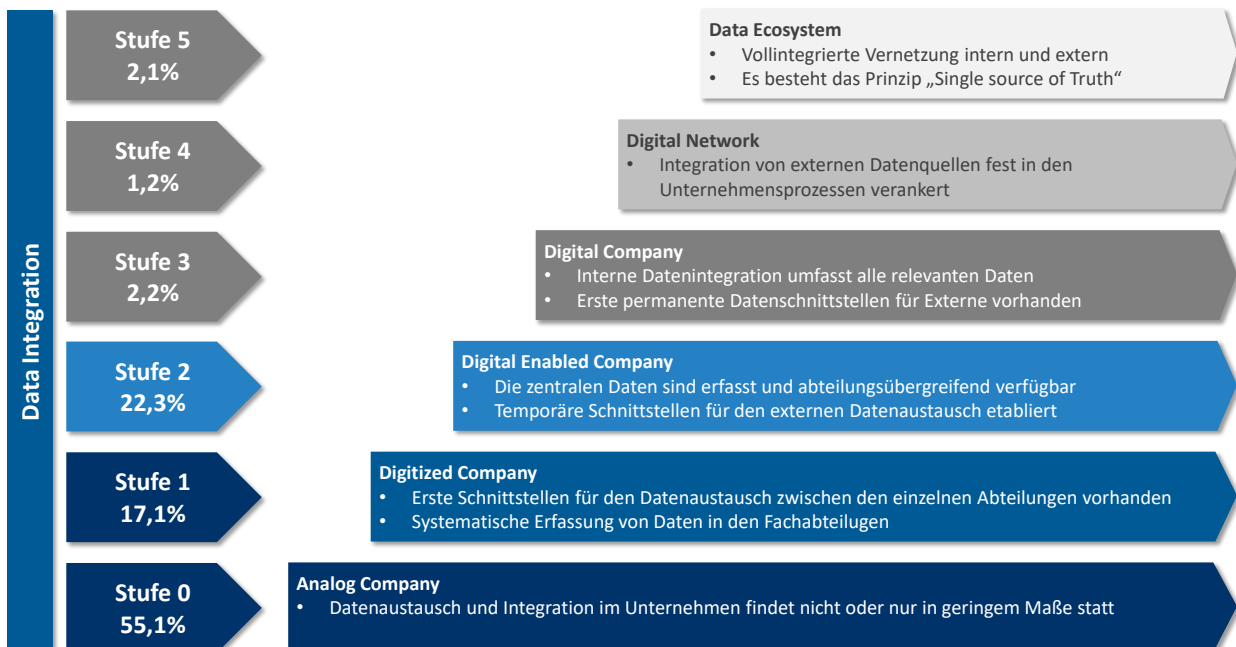 Data Integration
Stufe 5
2,1%
Data Ecosystem
• Vollintegrierte Vernetzung intern und extern
• Es besteht das Prinzip „Single source of Truth“
Stufe 4
1,2%
Digital Network
• Integration von externen Datenquellen fest in den
Unternehmensprozessen verankert
Stufe 3
2,2%
Digital Company
• Interne Datenintegration umfasst alle relevanten Daten
• Erste permanente Datenschnittstellen für Externe vorhanden
Stufe 2
22,3%
Digital Enabled Company
• Die zentralen Daten sind erfasst und abteilungsübergreifend verfügbar
• Temporäre Schnittstellen für den externen Datenaustausch etabliert
Stufe 1
17,1%
Digitized Company
• Erste Schnittstellen für den Datenaustausch zwischen den einzelnen Abteilungen vorhanden
• Systematische Erfassung von Daten in den Fachabteilugen
Stufe 0
55,1%
Analog Company
• Datenaustausch und Integration im Unternehmen findet nicht oder nur in geringem Maße statt